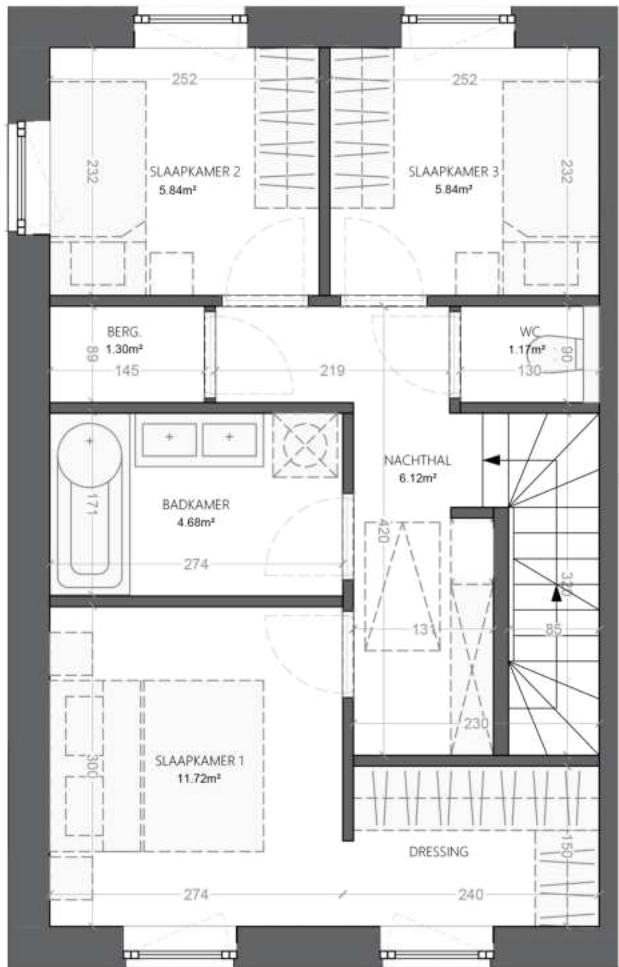 252
252
232
SLAAPKAMER 2
5.84m²
SLAAPKAMER 3
5.84m²
232
BERG.
1.30m²
89
145
219
WC
1.17m²
90
130
NACHTHAL
6.12m²
BADKAMER
4.68m²
171
274
420
320
131
85
230
SLAAPKAMER 1
11.72m²
300
DRESSING
150
274
240